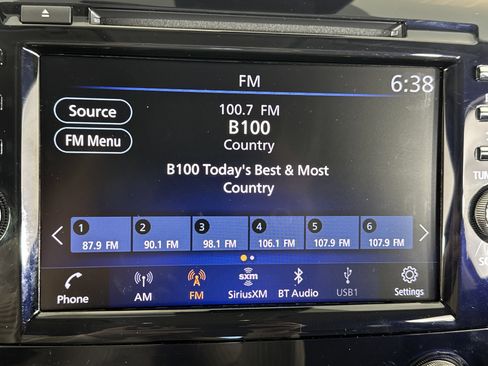 FM
6:38
Source
100.7 FM
B100
FM Menu
Country
B100 Today's Best & Most
Country
1 2 3 4 5 6
87.9 FM 90.1 FM 98.1 FM 106.1 FM 107.9 FM 107.9 FM
sxm
Phone AM FM SiriusXM BT Audio USB1 Settings